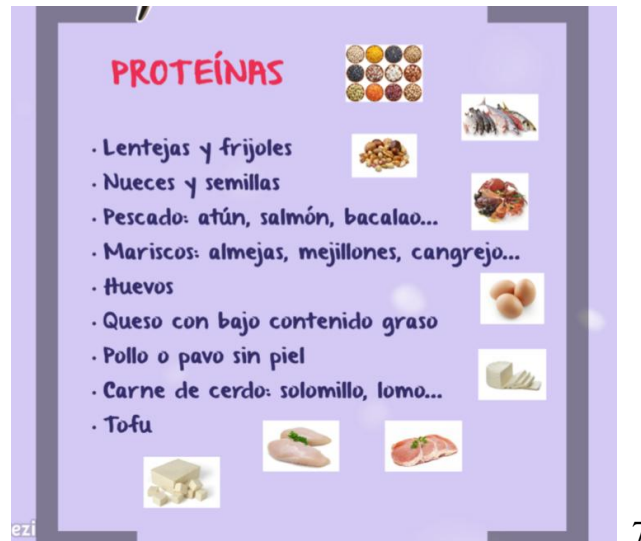 PROTEÍNAS
· Lentejas y frijoles
· Nueces y semillas
· Pescado: atún, salmón, bacalao...
· Mariscos: almejas, mejillones, cangrejo...
· Huevos
· Queso con bajo contenido graso
· Pollo o pavo sin piel
· Carne de cerdo: solomillo, lomo...
· Tofu
ezi